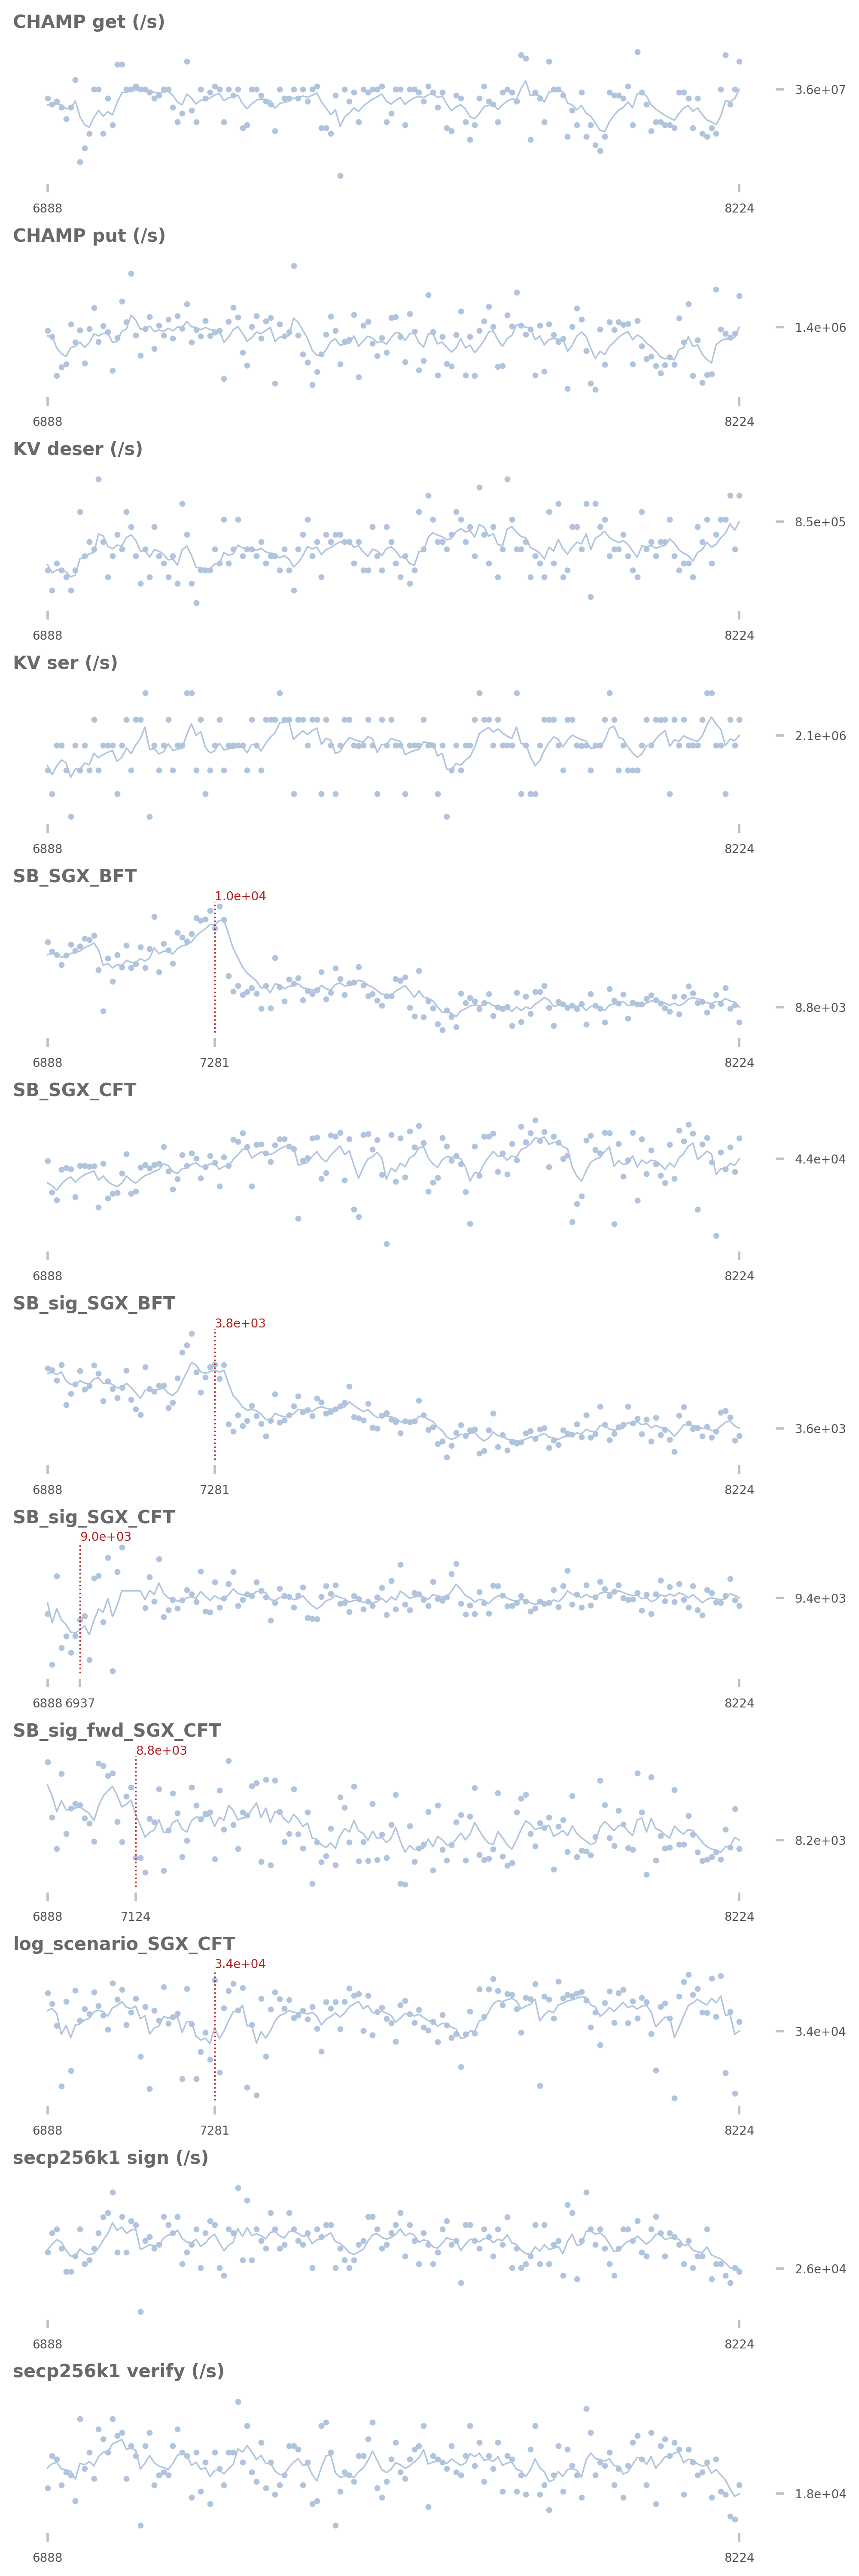 CHAMP get (/s)
3.6e+07
6888 8224
CHAMP put (/s)
1.4e+06
6888 8224
KV deser (/s)
8.5e+05
6888 8224
KV ser (/s)
2.1e+06
6888 8224
SB_SGX_BFT
1.0e+04
8.8e+03
6888 7281 8224
SB_SGX_CFT
4.4e+04
6888 8224
SB_sig_SGX_BFT
3.8e+03
3.6e+03
6888 7281 8224
SB_sig_SGX_CFT
9.0e+03
9.4e+03
6888 6937 8224
SB_sig_fwd_SGX_CFT
8.8e+03
8.2e+03
6888 7124 8224
log_scenario_SGX_CFT
3.4e+04
3.4e+04
6888 7281 8224
secp256k1 sign (/s)
2.6e+04
6888 8224
secp256k1 verify (/s)
1.8e+04
6888 8224